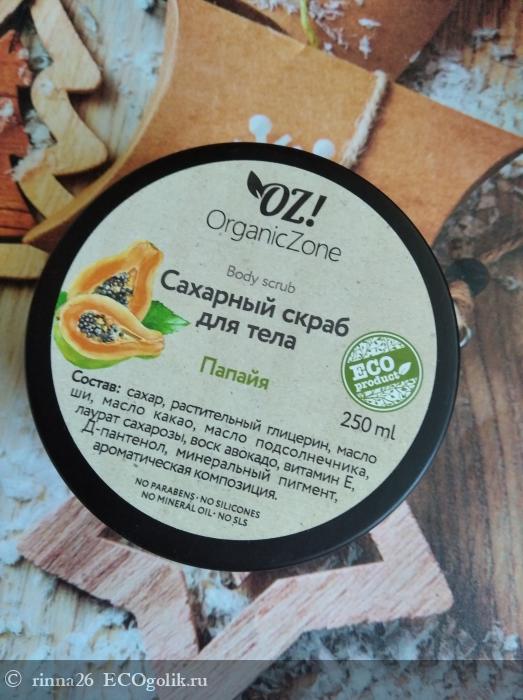 OZ!
OrganicZone
Body scrub
Сахарный скраб
для тела
Папайя
ECO
product
250 ml
Состав: сахар, растительный глицерин, масло
ши, масло какао, масло подсолнечника,
лаурат сахарозы, воск авокадо, витамин Е,
Д-пантенол, минеральный пигмент,
ароматическая композиция.
NO PARABENS • NO SILICONES
NO MINERAL OIL • NO SLS
© rinna26 ECOgolik.ru